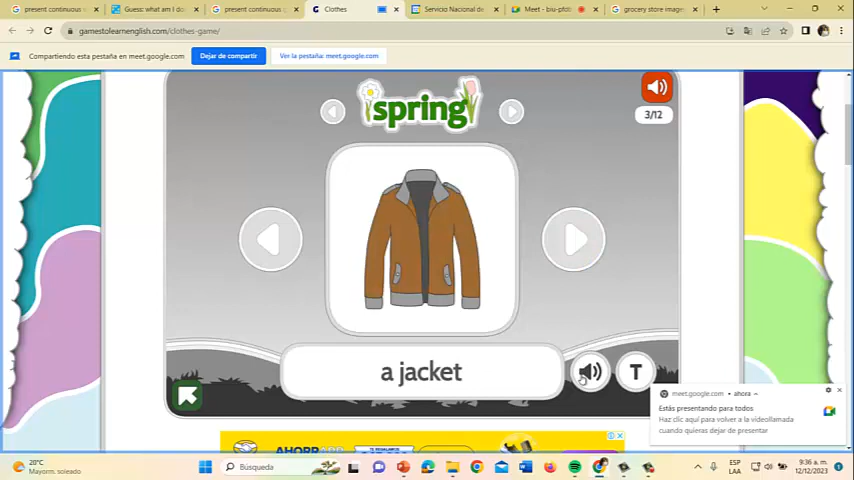 present continuous
Guess: what am I do
present continuous
Clothes
Servicio Nacional de
Meet - biu-pfdt
grocery store image
gamestolearnenglish.com/clothes-game/
Compartiendo esta pestaña en meet.google.com
Dejar de compartir
Ver la pestaña: meet.google.com
spring
3/12
a jacket
T
meet.google.com • ahora
Estás presentando para todos
Haz clic aquí para volver a la videollamada
cuando quieras dejar de presentar
20°C
Mayorm. soleado
Búsqueda
ESP
LAA
9:36 a. m.
12/12/2023